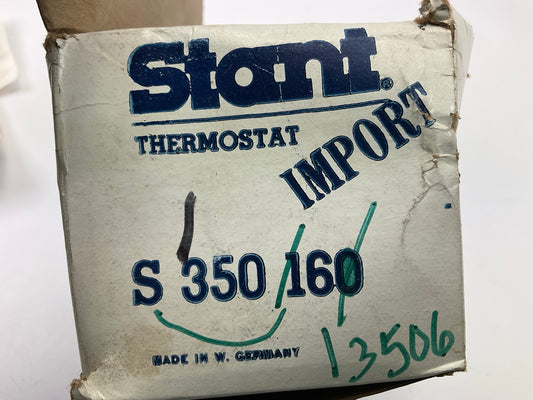 Stant®
THERMOSTAT
IMPORT
S 350 160
13506
MADE IN W. GERMANY